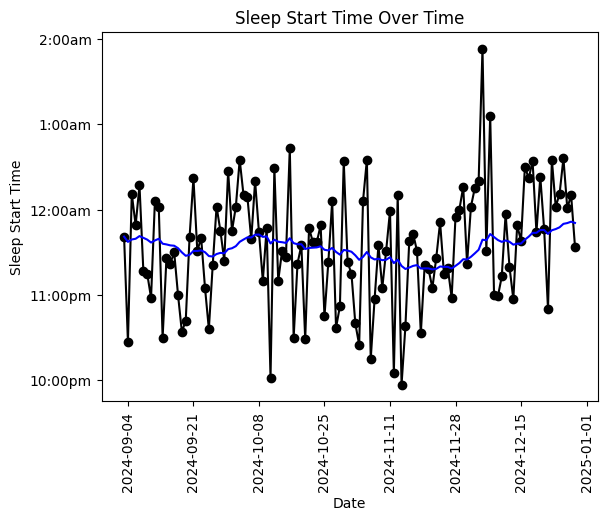 Sleep Start Time Over Time
Sleep Start Time
2:00am
1:00am
12:00am
11:00pm
10:00pm
2024-09-04
2024-09-21
2024-10-08
2024-10-25
2024-11-11
2024-11-28
2024-12-15
2025-01-01
Date